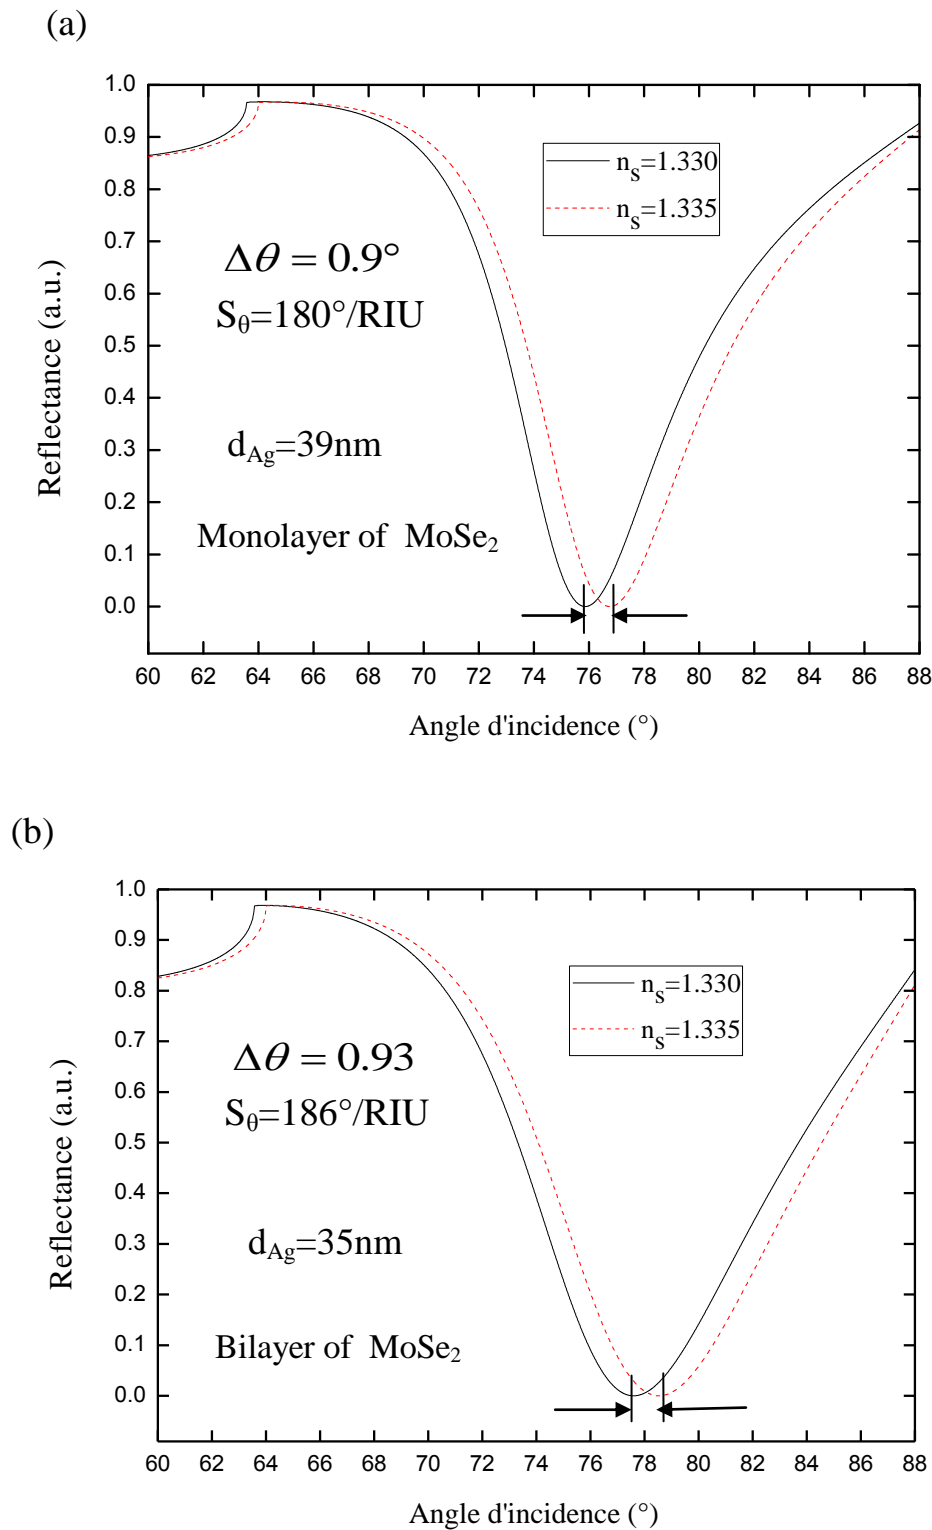 (a)
1.0
0.9
0.8
0.7
0.6
0.5
0.4
0.3
0.2
0.1
0.0
Reflectance (a.u.)
n_s=1.330
n_s=1.335
Δθ = 0.9°
S_θ=180°/RIU
d_Ag=39nm
Monolayer of MoSe₂
60 62 64 66 68 70 72 74 76 78 80 82 84 86 88
Angle d'incidence (°)
(b)
1.0
0.9
0.8
0.7
0.6
0.5
0.4
0.3
0.2
0.1
0.0
Reflectance (a.u.)
n_s=1.330
n_s=1.335
Δθ = 0.93
S_θ=186°/RIU
d_Ag=35nm
Bilayer of MoSe₂
60 62 64 66 68 70 72 74 76 78 80 82 84 86 88
Angle d'incidence (°)